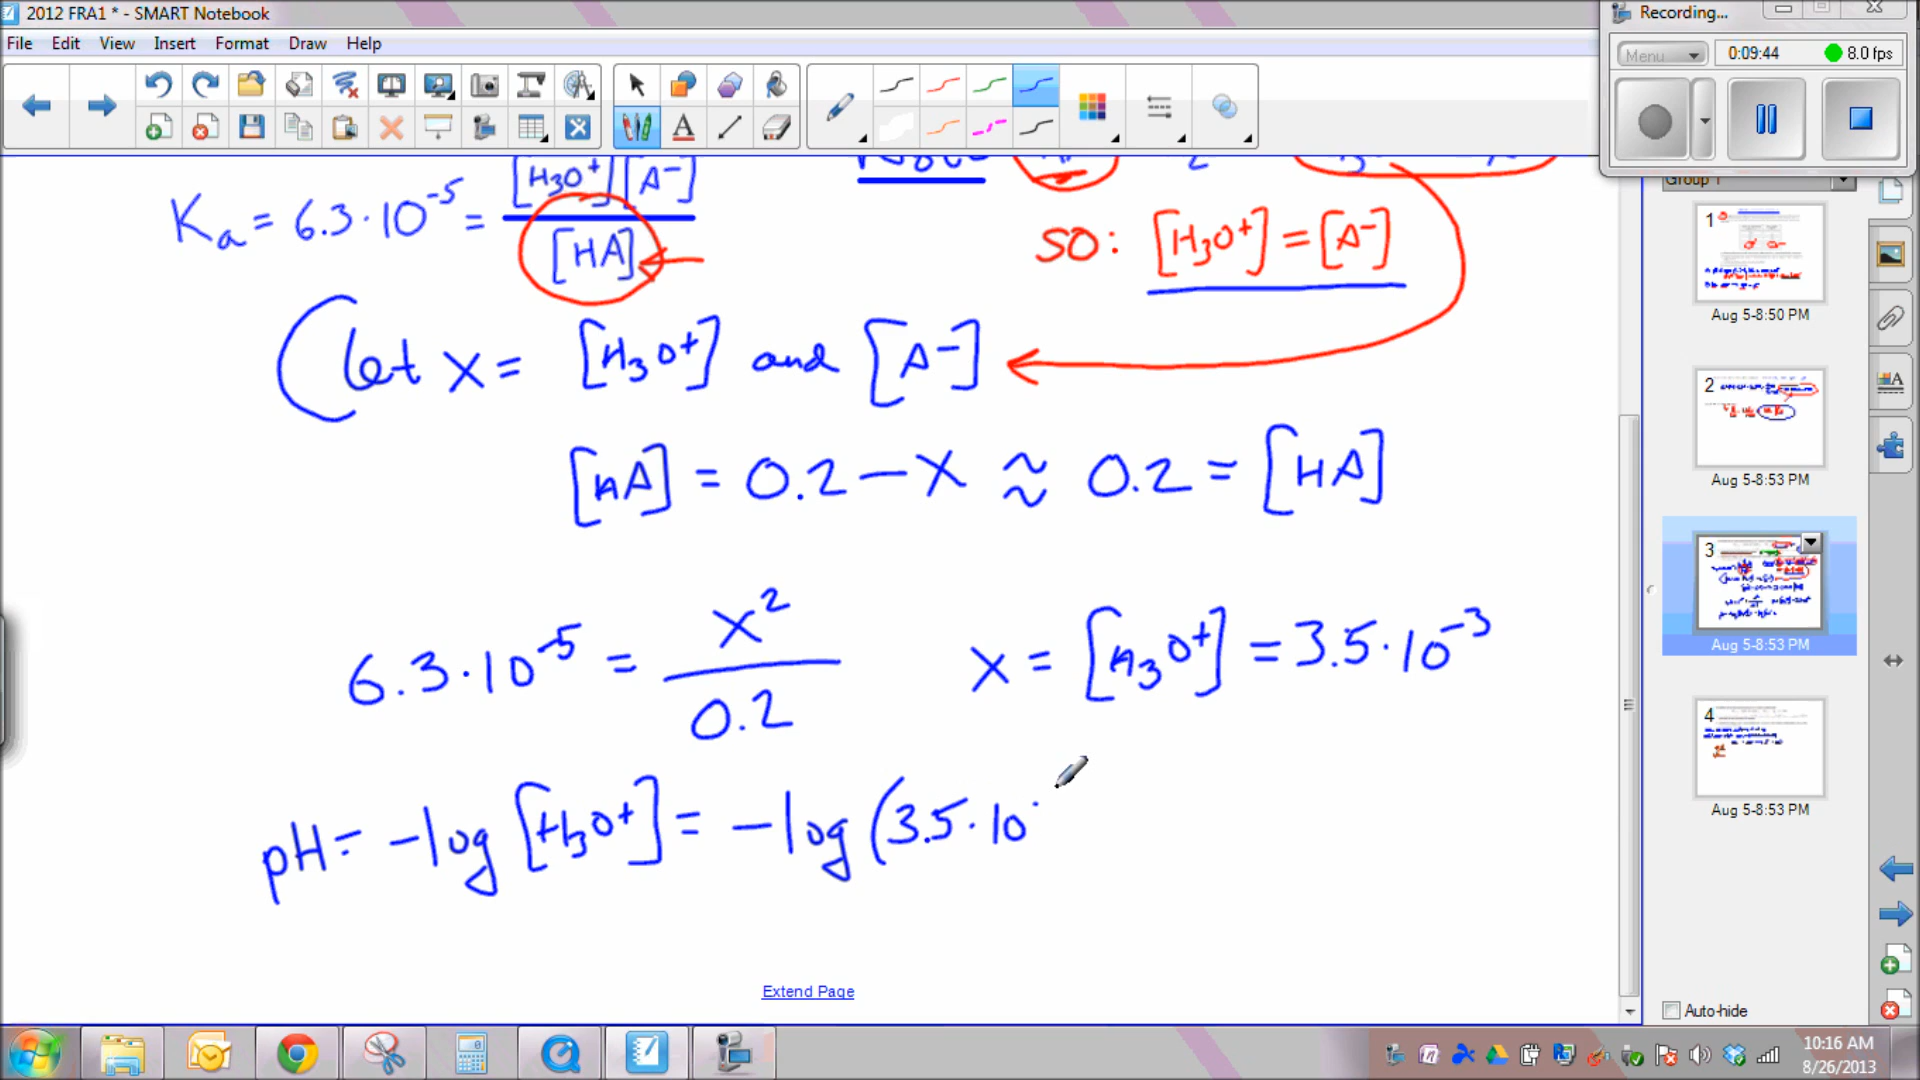 2012 FRA1 * - SMART Notebook
File Edit View Insert Format Draw Help
Recording...
Menu 0:09:44 8.0 fps
Ka = 6.3·10⁻⁵ = [H₃O⁺][A⁻]
[HA]
SO: [H₃O⁺] = [A⁻]
(Let x = [H₃O⁺] and [A⁻]
[HA] = 0.2 - X ≈ 0.2 = [HA]
6.3·10⁻⁵ = x²
0.2
x = [H₃O⁺] = 3.5·10⁻³
pH = -log [H₃O⁺] = -log (3.5·10
Extend Page
Group 1
1
Aug 5-8:50 PM
2
Aug 5-8:53 PM
3
Aug 5-8:53 PM
4
Aug 5-8:53 PM
Auto-hide
10:16 AM
8/26/2013